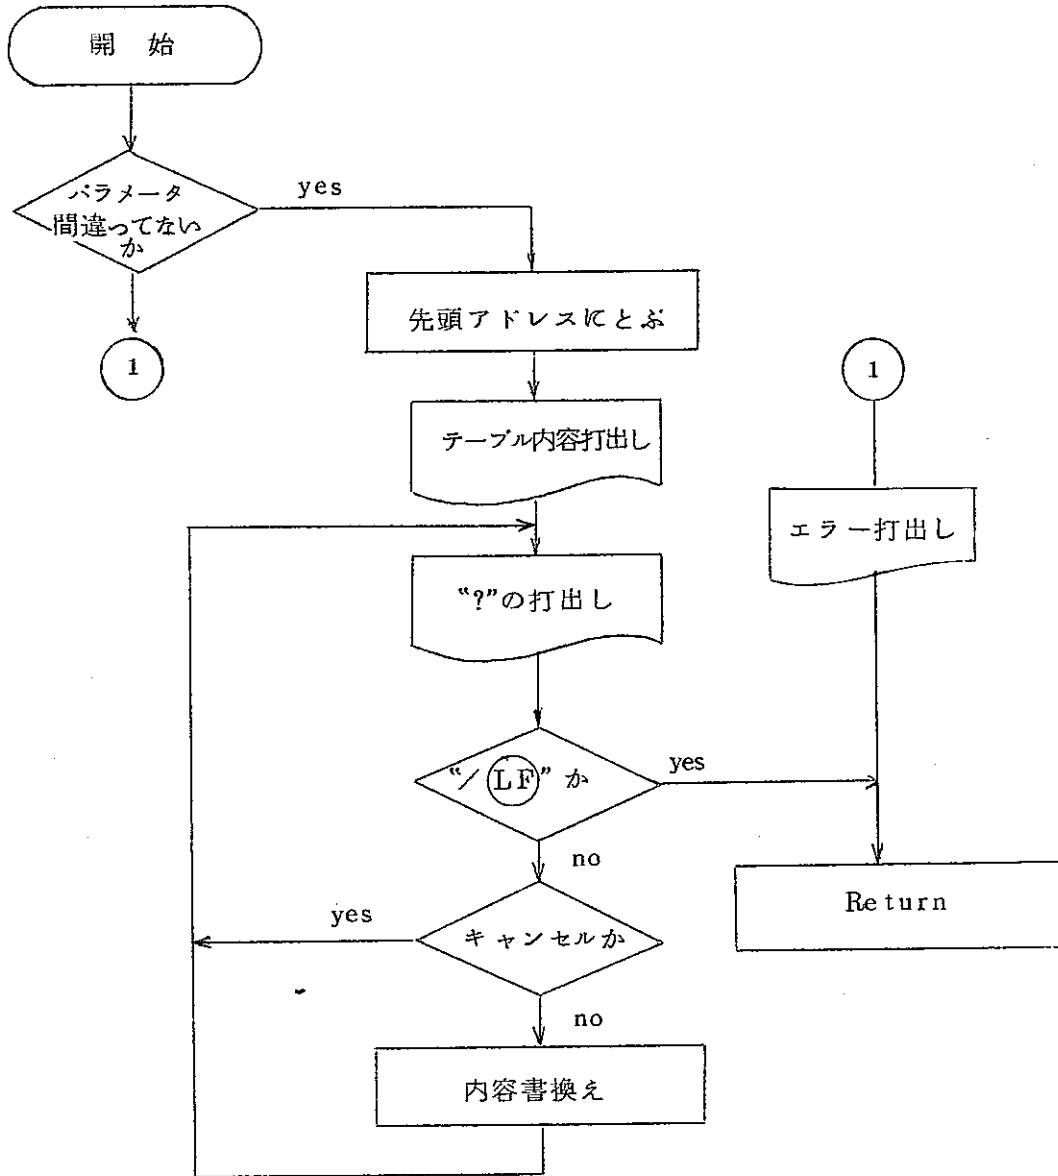 開始
パラメータ
間違ってない
か
yes
1
先頭アドレスにとぶ
テーブル内容打出し
1
エラー打出し
“?”の打出し
“/ LF” か
yes
no
Return
キャンセルか
yes
no
内容書換え